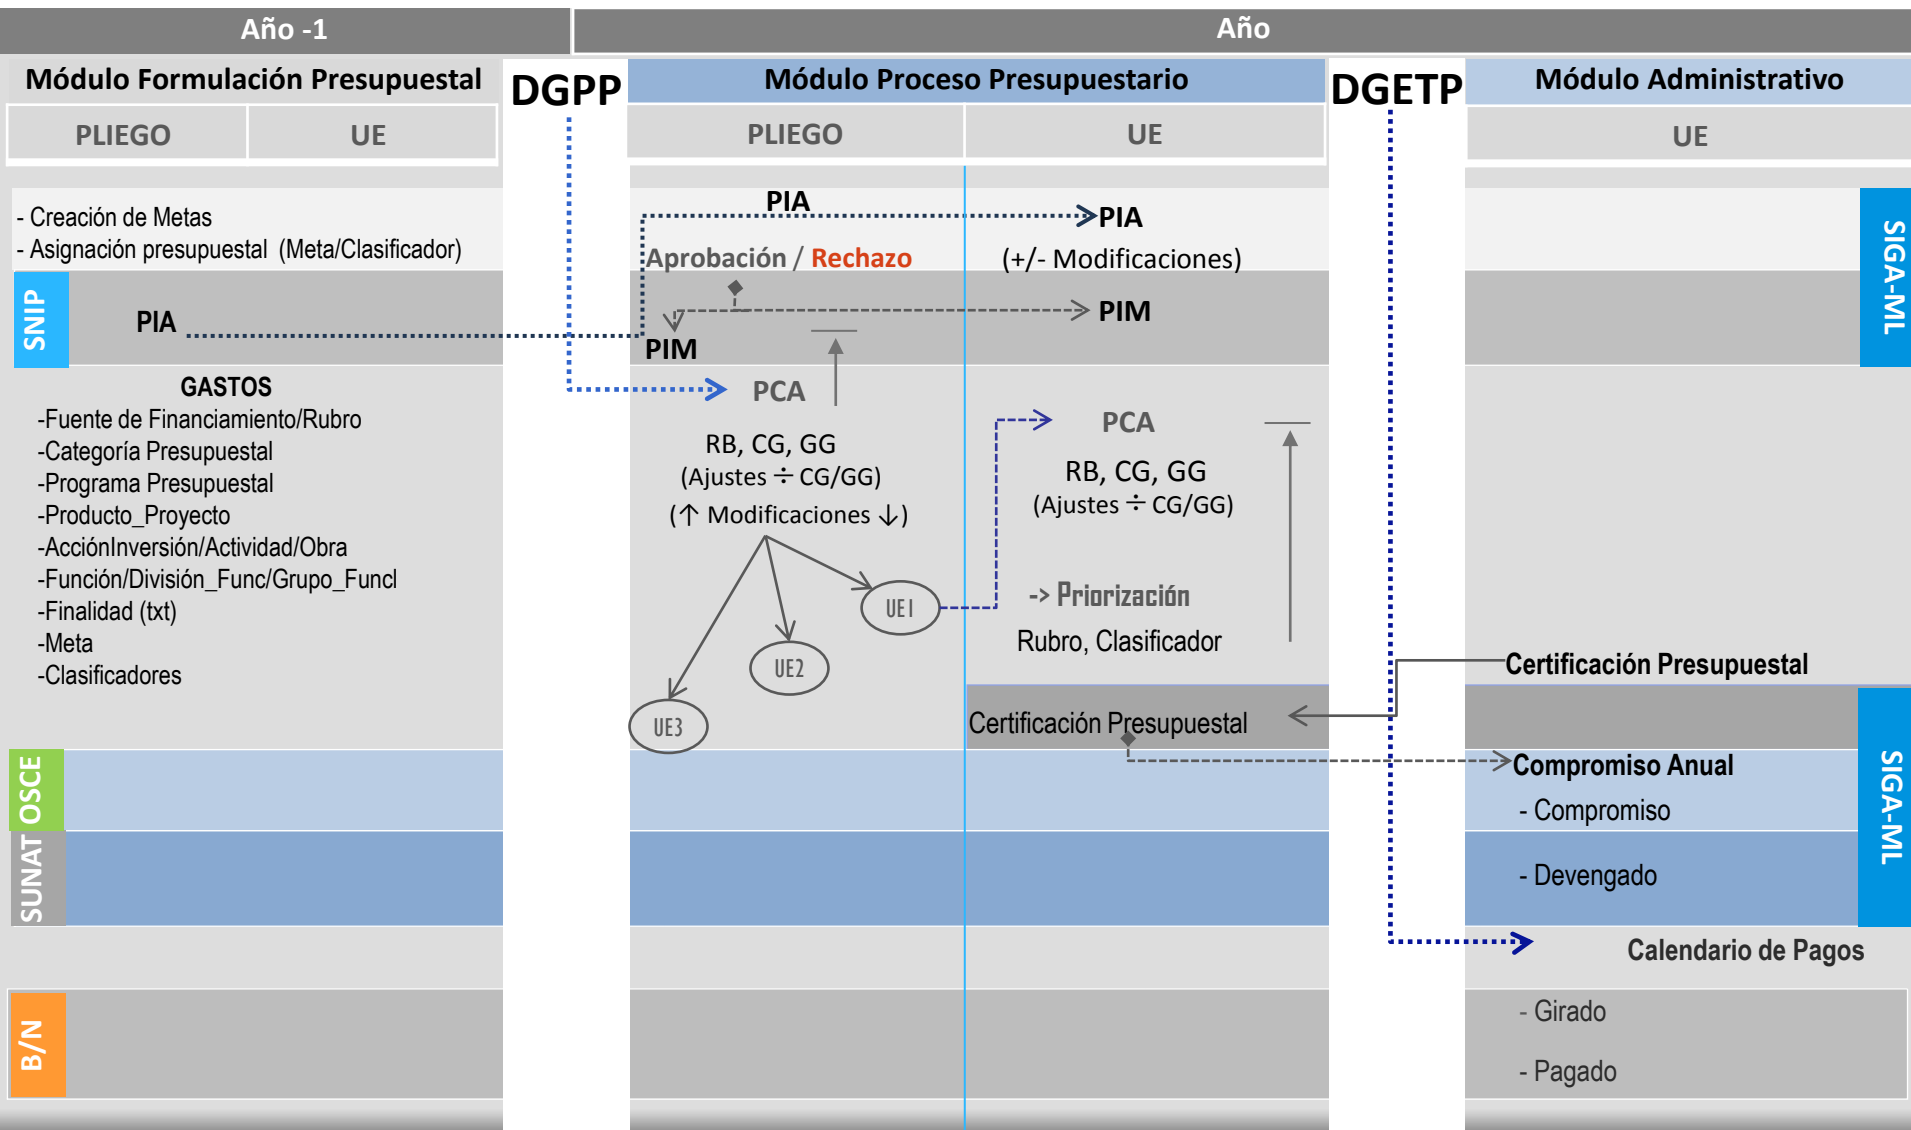 Año -1
Año
Módulo Formulación Presupuestal
DGPP
Módulo Proceso Presupuestario
DGETP
Módulo Administrativo
PLIEGO
UE
PLIEGO
UE
UE
- Creación de Metas
- Asignación presupuestal (Meta/Clasificador)
SNIP
PIA
GASTOS
-Fuente de Financiamiento/Rubro
-Categoría Presupuestal
-Programa Presupuestal
-Producto_Proyecto
-AcciónInversión/Actividad/Obra
-Función/División_Func/Grupo_Funcl
-Finalidad (txt)
-Meta
-Clasificadores
OSCE
SUNAT
B/N
PIA
Aprobación / Rechazo
PIM
PCA
RB, CG, GG
(Ajustes ÷ CG/GG)
(↑ Modificaciones ↓)
UE1
UE2
UE3
PIA
(+/- Modificaciones)
PIM
PCA
RB, CG, GG
(Ajustes ÷ CG/GG)
-> Priorización
Rubro, Clasificador
Certificación Presupuestal
Certificación Presupuestal
Compromiso Anual
- Compromiso
- Devengado
Calendario de Pagos
- Girado
- Pagado
SIGA-ML
SIGA-ML